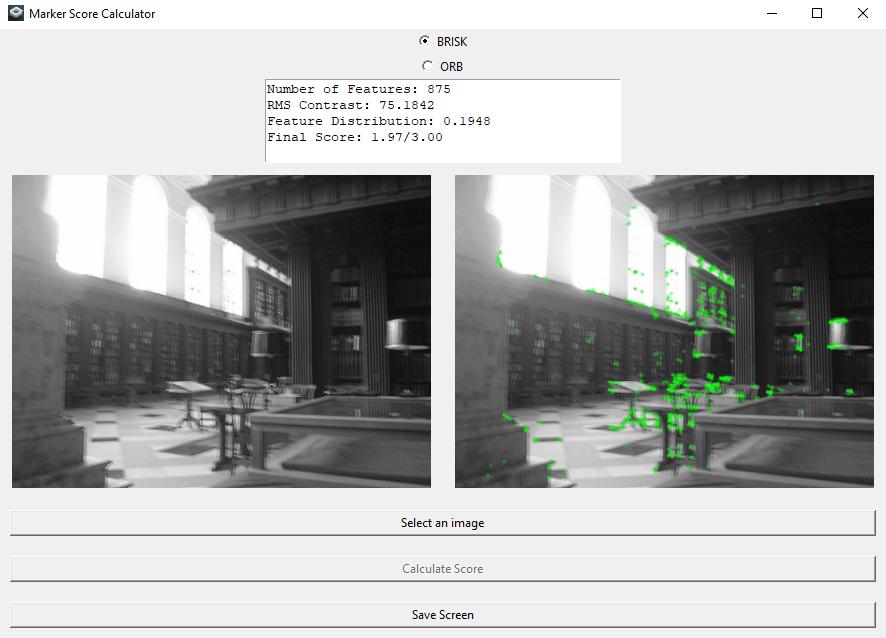 Marker Score Calculator
BRISK
ORB
Number of Features: 875
RMS Contrast: 75.1842
Feature Distribution: 0.1948
Final Score: 1.97/3.00
Select an image
Calculate Score
Save Screen